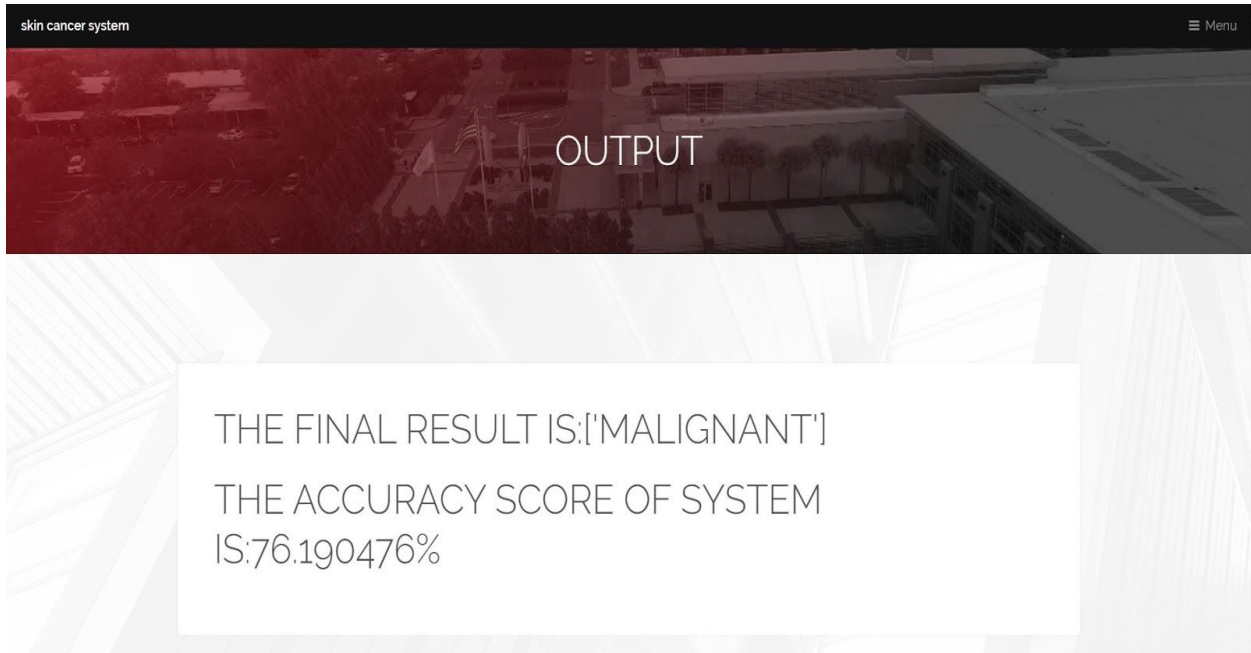 skin cancer system
☰ Menu
OUTPUT
THE FINAL RESULT IS:['MALIGNANT']
THE ACCURACY SCORE OF SYSTEM
IS:76.190476%